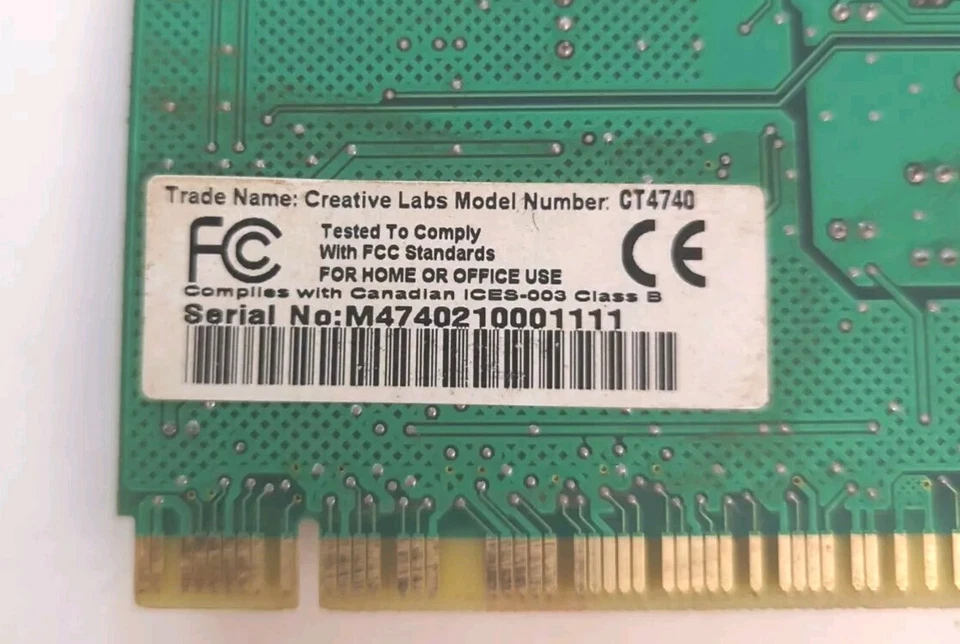 Trade Name: Creative Labs Model Number: CT4740
FC Tested To Comply
With FCC Standards
FOR HOME OR OFFICE USE
CE
Complies with Canadian ICES-003 Class B
Serial No:M4740210001111